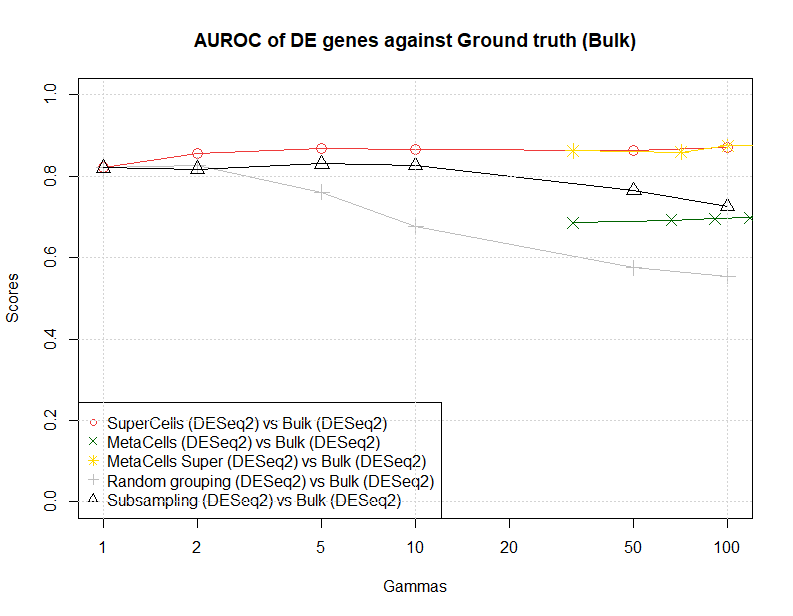 AUROC of DE genes against Ground truth (Bulk)
1.0
0.8
0.6
0.4
0.2
0.0
Scores
SuperCells (DESeq2) vs Bulk (DESeq2)
MetaCells (DESeq2) vs Bulk (DESeq2)
MetaCells Super (DESeq2) vs Bulk (DESeq2)
Random grouping (DESeq2) vs Bulk (DESeq2)
Subsampling (DESeq2) vs Bulk (DESeq2)
1 2 5 10 20 50 100
Gammas